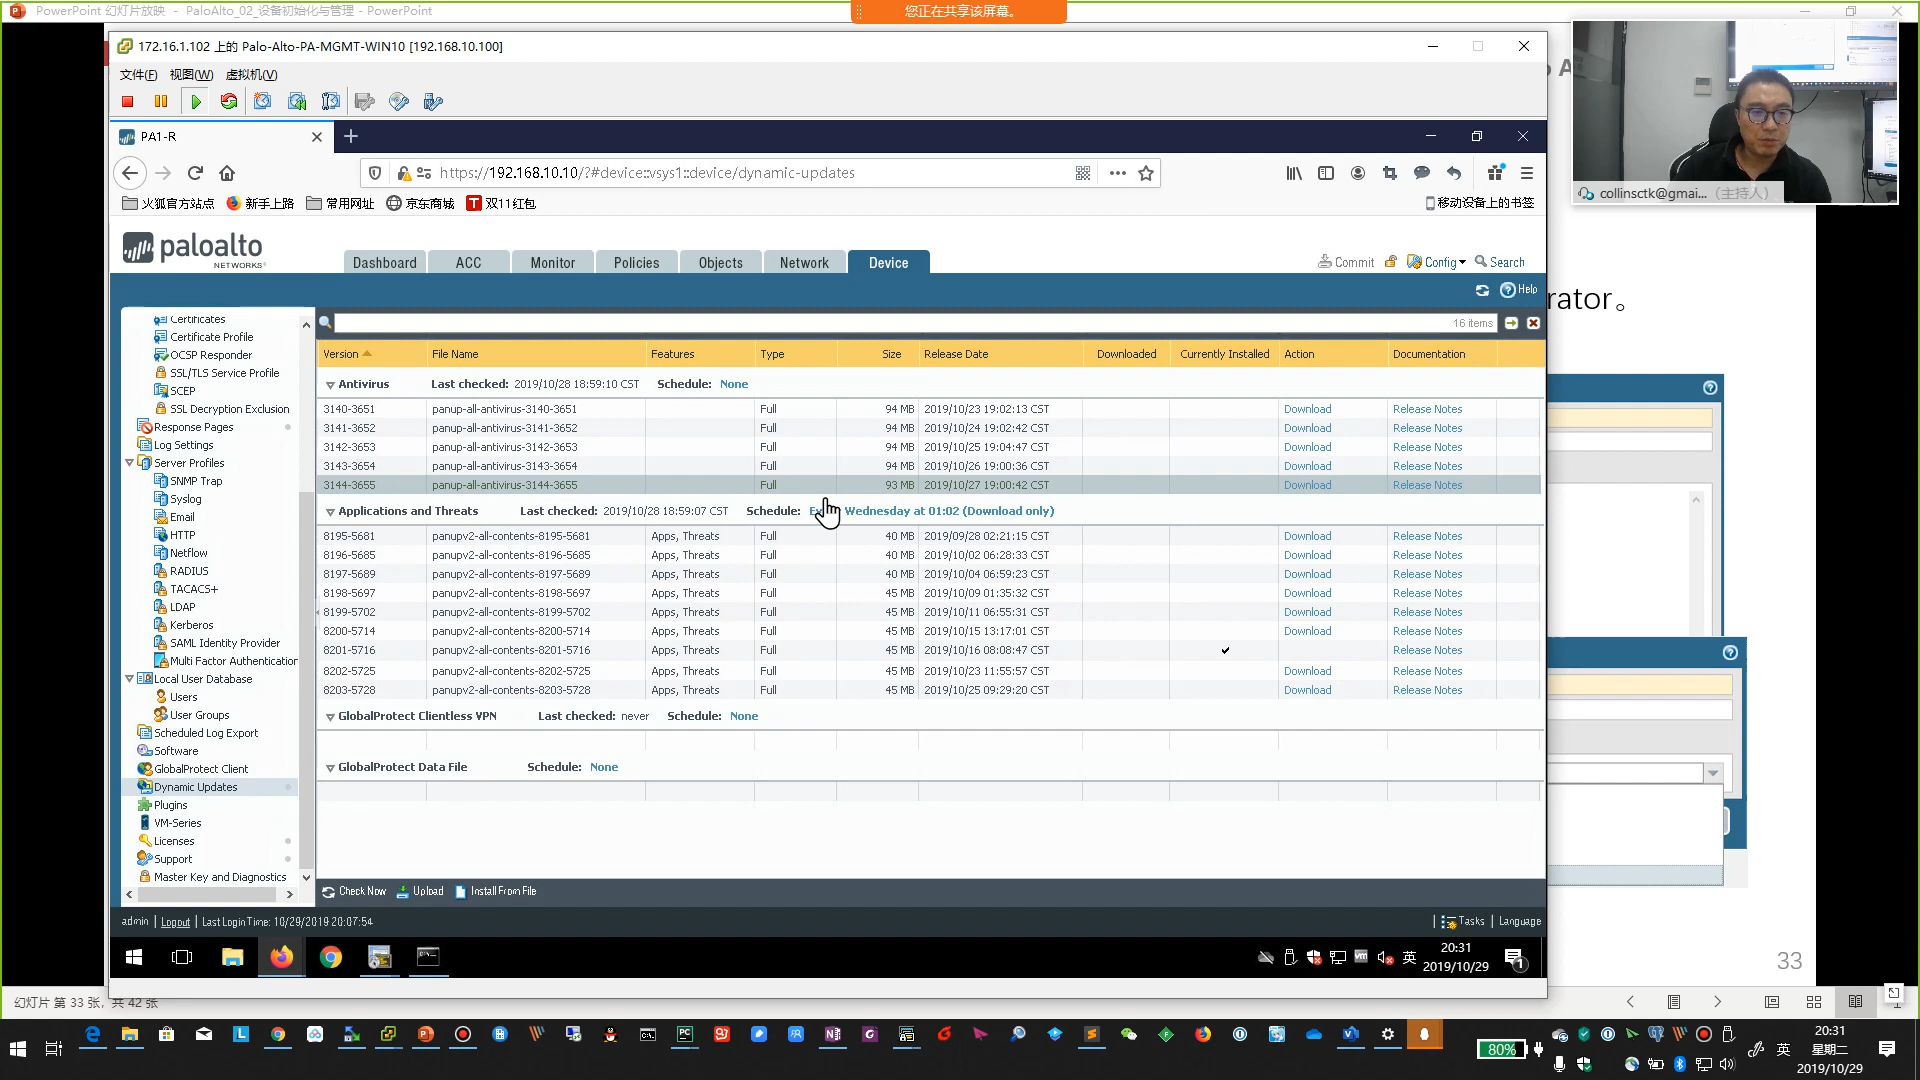 PowerPoint 幻灯片放映 - PaloAlto_02_设备初始化与管理 - PowerPoint
您正在共享该屏幕。
172.16.1.102 上的 Palo-Alto-PA-MGMT-WIN10 [192.168.10.100]
文件(F) 视图(W) 虚拟机(V)
PA1-R
https://192.168.10.10/?#device::vsys1::device/dynamic-updates
火狐官方站点 新手上路 常用网址 京东商城 双11红包 移动设备上的书签
collinsctk@gmai... （主持人）
paloalto
NETWORKS
Dashboard ACC Monitor Policies Objects Network Device
Commit Config Search
Help
rator。
Certificates
Certificate Profile
OCSP Responder
SSL/TLS Service Profile
SCEP
SSL Decryption Exclusion
Response Pages
Log Settings
Server Profiles
SNMP Trap
Syslog
Email
HTTP
Netflow
RADIUS
TACACS+
LDAP
Kerberos
SAML Identity Provider
Multi Factor Authentication
Local User Database
Users
User Groups
Scheduled Log Export
Software
GlobalProtect Client
Dynamic Updates
Plugins
VM-Series
Licenses
Support
Master Key and Diagnostics
16 items
Version File Name Features Type Size Release Date Downloaded Currently Installed Action Documentation
Antivirus Last checked: 2019/10/28 18:59:10 CST Schedule: None
3140-3651 panup-all-antivirus-3140-3651 Full 94 MB 2019/10/23 19:02:13 CST Download Release Notes
3141-3652 panup-all-antivirus-3141-3652 Full 94 MB 2019/10/24 19:02:42 CST Download Release Notes
3142-3653 panup-all-antivirus-3142-3653 Full 94 MB 2019/10/25 19:04:47 CST Download Release Notes
3143-3654 panup-all-antivirus-3143-3654 Full 94 MB 2019/10/26 19:00:36 CST Download Release Notes
3144-3655 panup-all-antivirus-3144-3655 Full 93 MB 2019/10/27 19:00:42 CST Download Release Notes
Applications and Threats Last checked: 2019/10/28 18:59:07 CST Schedule: Wednesday at 01:02 (Download only)
8195-5681 panupv2-all-contents-8195-5681 Apps, Threats Full 40 MB 2019/09/28 02:21:15 CST Download Release Notes
8196-5685 panupv2-all-contents-8196-5685 Apps, Threats Full 40 MB 2019/10/02 06:28:33 CST Download Release Notes
8197-5689 panupv2-all-contents-8197-5689 Apps, Threats Full 40 MB 2019/10/04 06:59:23 CST Download Release Notes
8198-5697 panupv2-all-contents-8198-5697 Apps, Threats Full 45 MB 2019/10/09 01:35:32 CST Download Release Notes
8199-5702 panupv2-all-contents-8199-5702 Apps, Threats Full 45 MB 2019/10/11 06:55:31 CST Download Release Notes
8200-5714 panupv2-all-contents-8200-5714 Apps, Threats Full 45 MB 2019/10/15 13:17:01 CST Download Release Notes
8201-5716 panupv2-all-contents-8201-5716 Apps, Threats Full 45 MB 2019/10/16 08:08:47 CST ✔ Release Notes
8202-5725 panupv2-all-contents-8202-5725 Apps, Threats Full 45 MB 2019/10/23 11:55:57 CST Download Release Notes
8203-5728 panupv2-all-contents-8203-5728 Apps, Threats Full 45 MB 2019/10/25 09:29:20 CST Download Release Notes
GlobalProtect Clientless VPN Last checked: never Schedule: None
GlobalProtect Data File Schedule: None
Check Now Upload Install From File
admin | Logout | Last Login Time: 10/29/2019 20:07:54 | Tasks | Language
英 20:31
2019/10/29
1
33
幻灯片 第 33 张，共 42 张
80% 英 20:31
星期二
2019/10/29